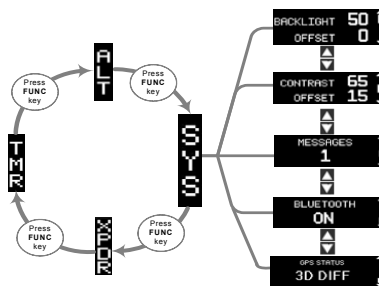 BACKLIGHT 50
OFFSET 0
ALT
Press
FUNC
key
Press
FUNC
key
CONTRAST 65
OFFSET 15
SYS
MESSAGES
1
TMR
BLUETOOTH
ON
Press
FUNC
key
XPDR
Press
FUNC
key
GPS STATUS
3D DIFF